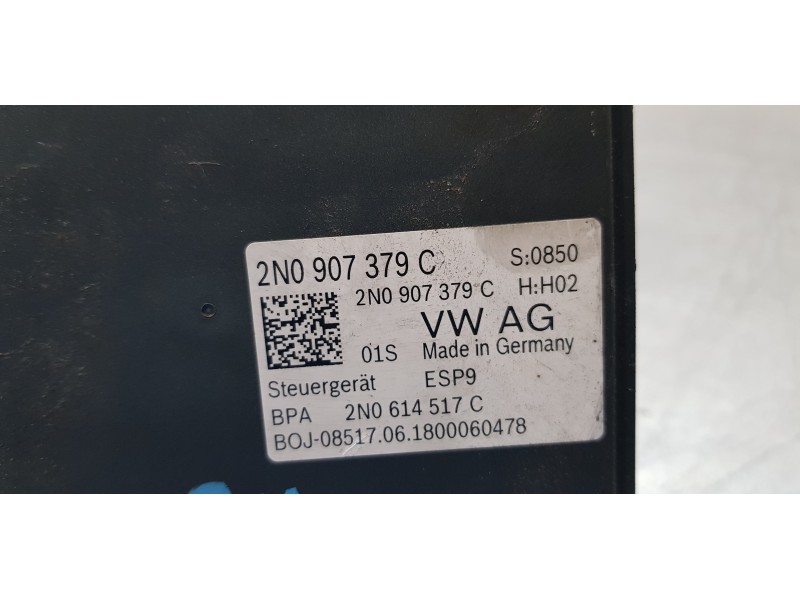 2N0 907 379 C S:0850
2N0 907 379 C H:H02
VW AG
01S Made in Germany
Steuergerät ESP9
BPA 2N0 614 517 C
BOJ-08517.06.1800060478